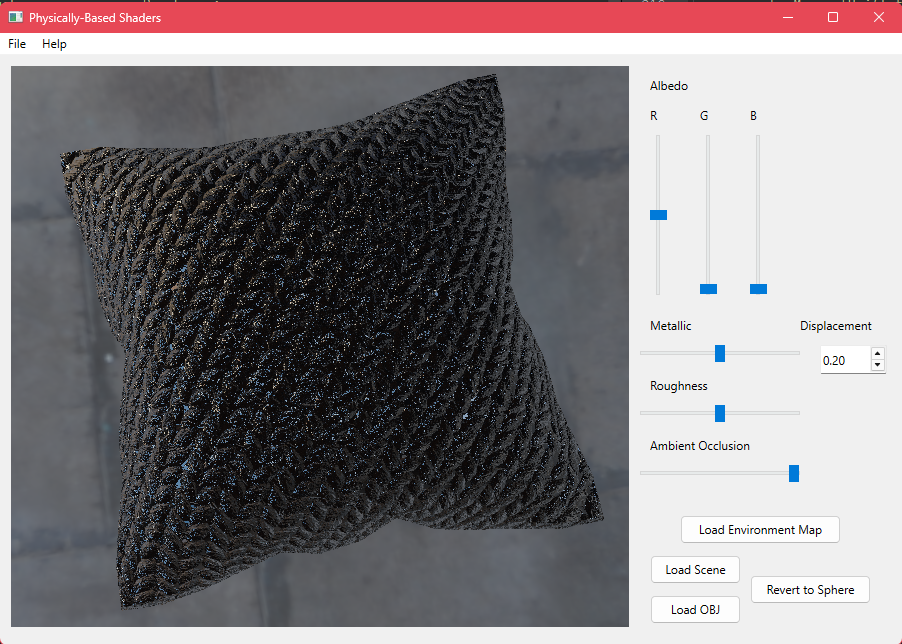 Physically-Based Shaders
File Help
Albedo
R G B
Metallic Displacement
0.20
Roughness
Ambient Occlusion
Load Environment Map
Load Scene
Revert to Sphere
Load OBJ